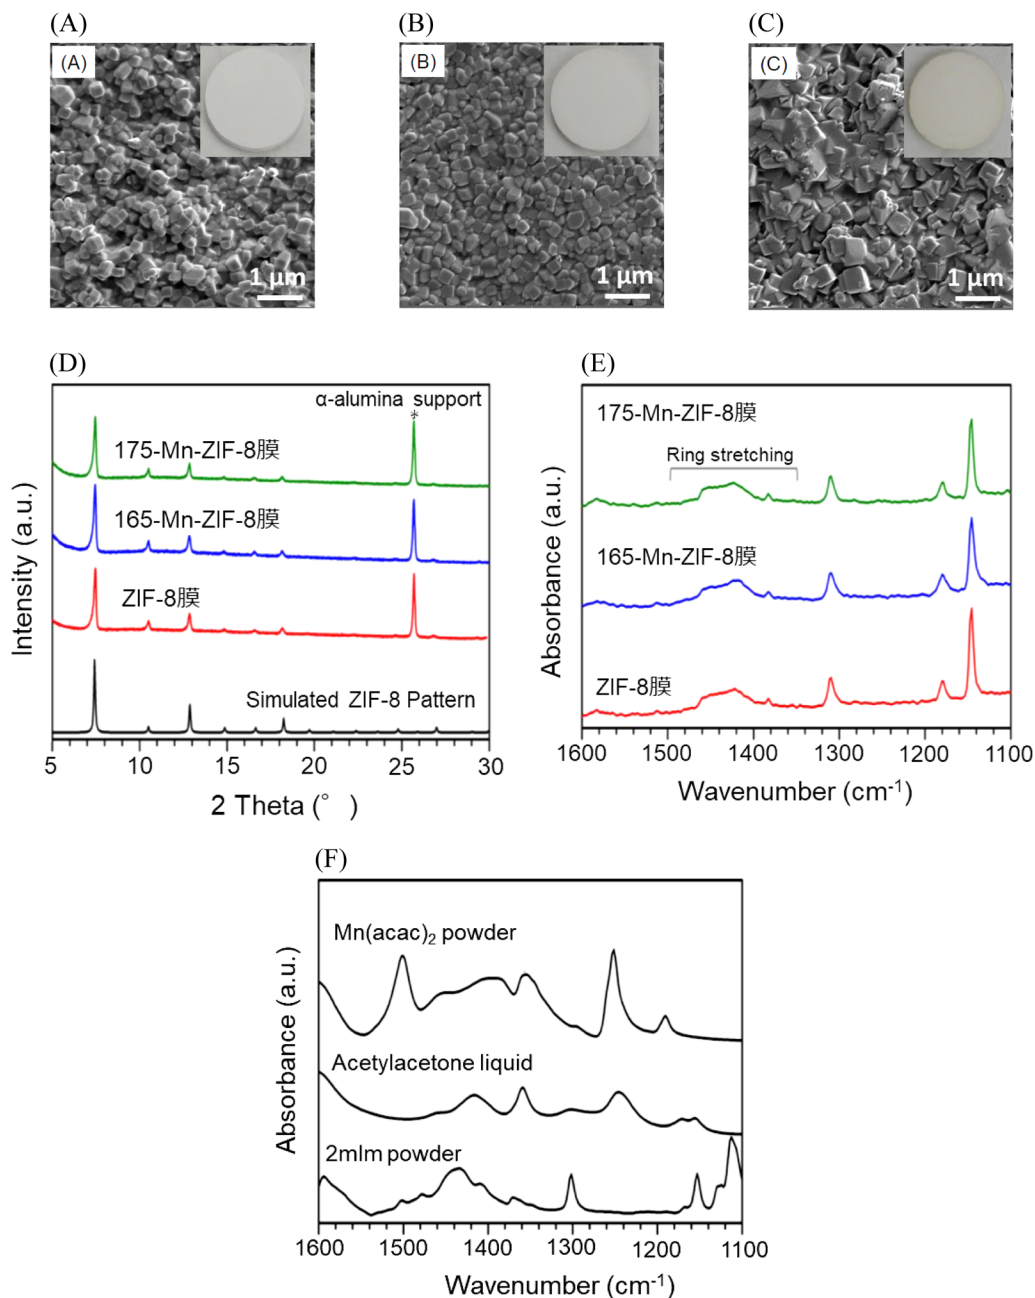 (A)
(B)
(C)
(A)
(B)
(C)
1 µm
1 µm
1 µm
(D)
(E)
α-alumina support
*
175-Mn-ZIF-8膜
165-Mn-ZIF-8膜
ZIF-8膜
Simulated ZIF-8 Pattern
Intensity (a.u.)
5
10
15
20
25
30
2 Theta (° )
175-Mn-ZIF-8膜
Ring stretching
165-Mn-ZIF-8膜
ZIF-8膜
Absorbance (a.u.)
1600
1500
1400
1300
1200
1100
Wavenumber (cm-1)
(F)
Mn(acac)2 powder
Acetylacetone liquid
2mIm powder
Absorbance (a.u.)
1600
1500
1400
1300
1200
1100
Wavenumber (cm-1)